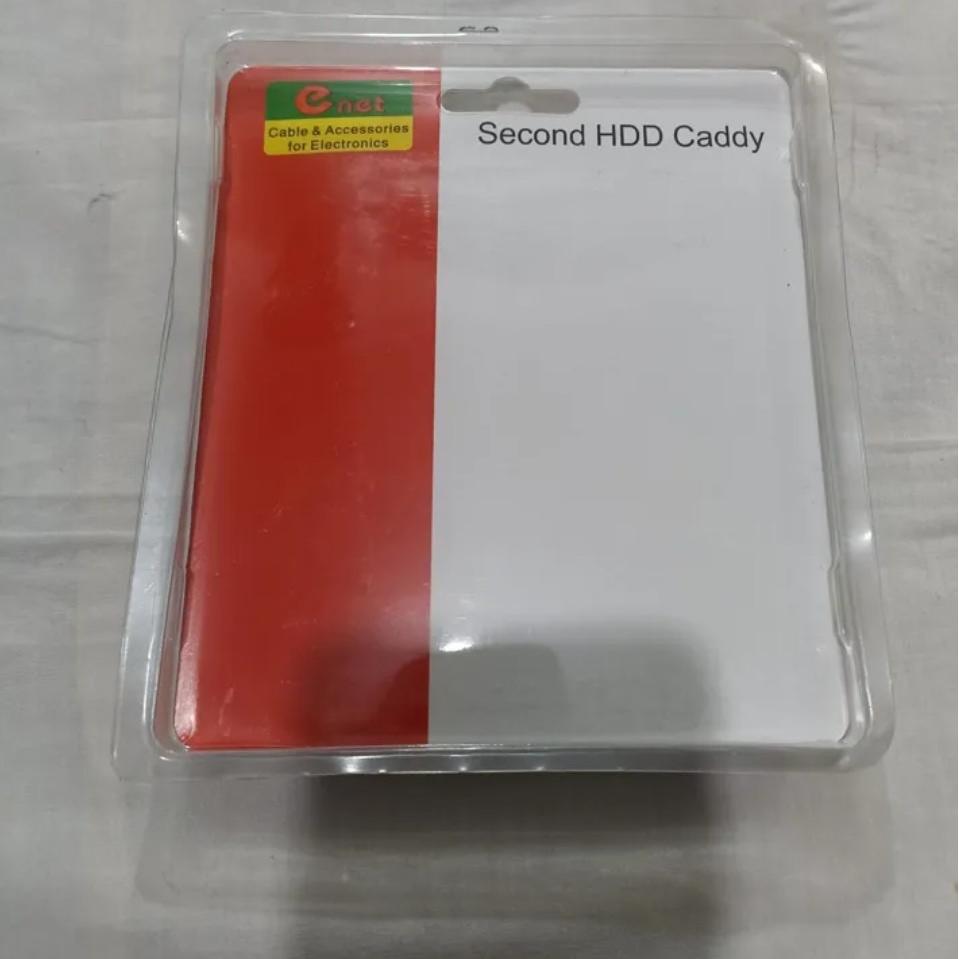 enet
Cable & Accessories
for Electronics
Second HDD Caddy